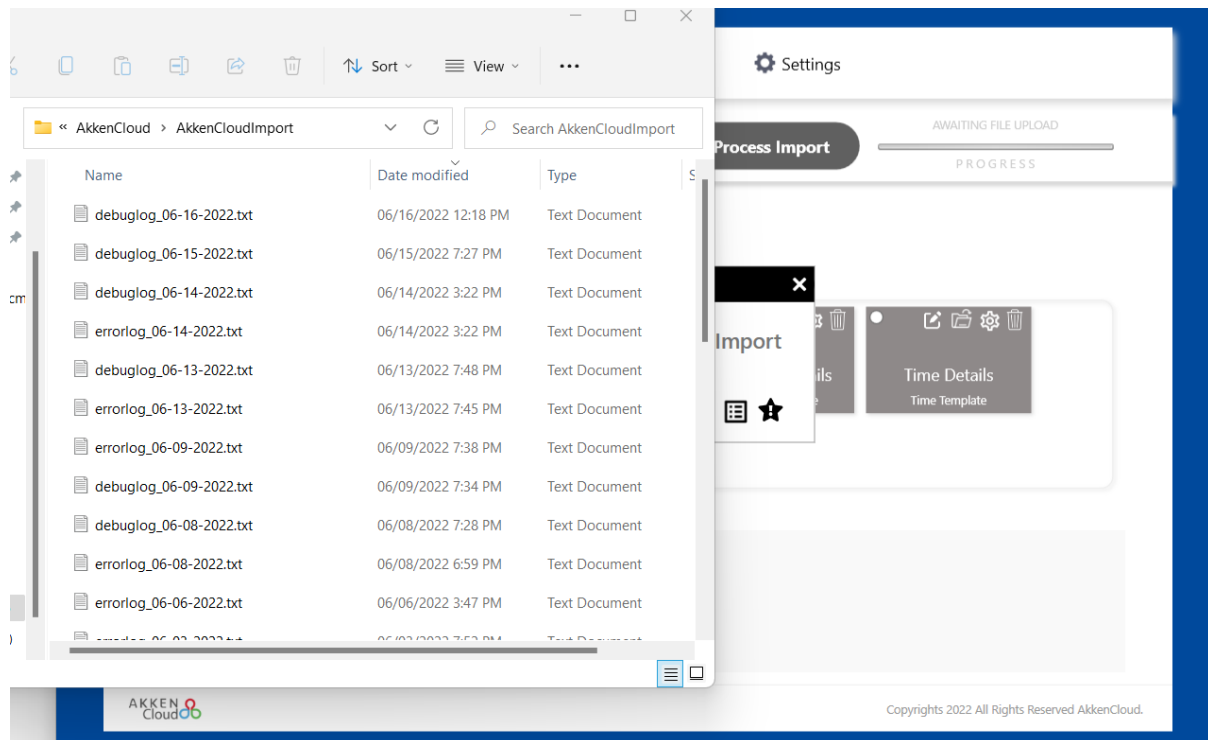 Sort
View
Settings
« AkkenCloud > AkkenCloudImport
Search AkkenCloudImport
Process Import
AWAITING FILE UPLOAD
PROGRESS
Name Date modified Type S
debuglog_06-16-2022.txt 06/16/2022 12:18 PM Text Document
debuglog_06-15-2022.txt 06/15/2022 7:27 PM Text Document
debuglog_06-14-2022.txt 06/14/2022 3:22 PM Text Document
errorlog_06-14-2022.txt 06/14/2022 3:22 PM Text Document
debuglog_06-13-2022.txt 06/13/2022 7:48 PM Text Document
errorlog_06-13-2022.txt 06/13/2022 7:45 PM Text Document
errorlog_06-09-2022.txt 06/09/2022 7:38 PM Text Document
debuglog_06-09-2022.txt 06/09/2022 7:34 PM Text Document
debuglog_06-08-2022.txt 06/08/2022 7:28 PM Text Document
errorlog_06-08-2022.txt 06/08/2022 6:59 PM Text Document
errorlog_06-06-2022.txt 06/06/2022 3:47 PM Text Document
cm
Import
ils
Time Details
Time Template
AKKEN
Cloud
Copyrights 2022 All Rights Reserved AkkenCloud.